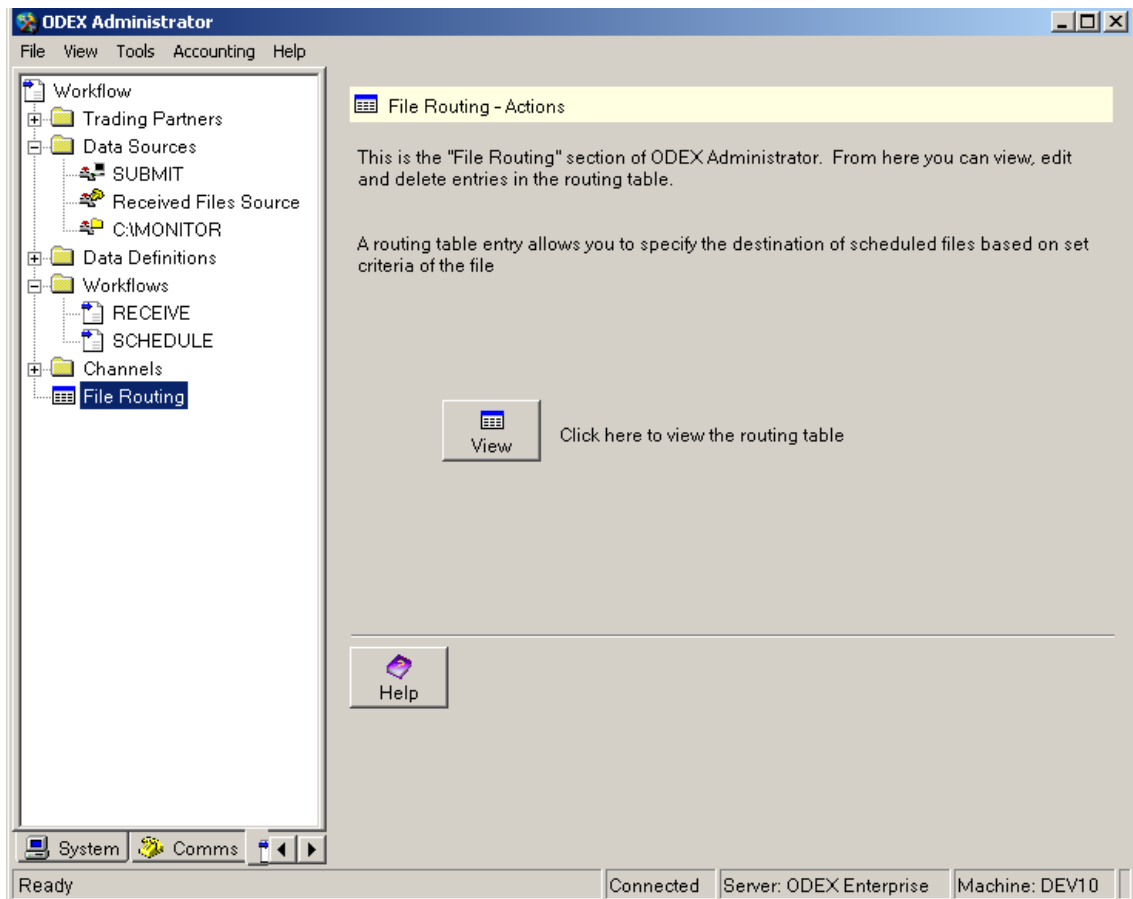 ODEX Administrator
File View Tools Accounting Help
Workflow
Trading Partners
Data Sources
SUBMIT
Received Files Source
C:\MONITOR
Data Definitions
Workflows
RECEIVE
SCHEDULE
Channels
File Routing
File Routing - Actions
This is the "File Routing" section of ODEX Administrator. From here you can view, edit
and delete entries in the routing table.
A routing table entry allows you to specify the destination of scheduled files based on set
criteria of the file
View
Click here to view the routing table
Help
System Comms
Ready Connected Server: ODEX Enterprise Machine: DEV10